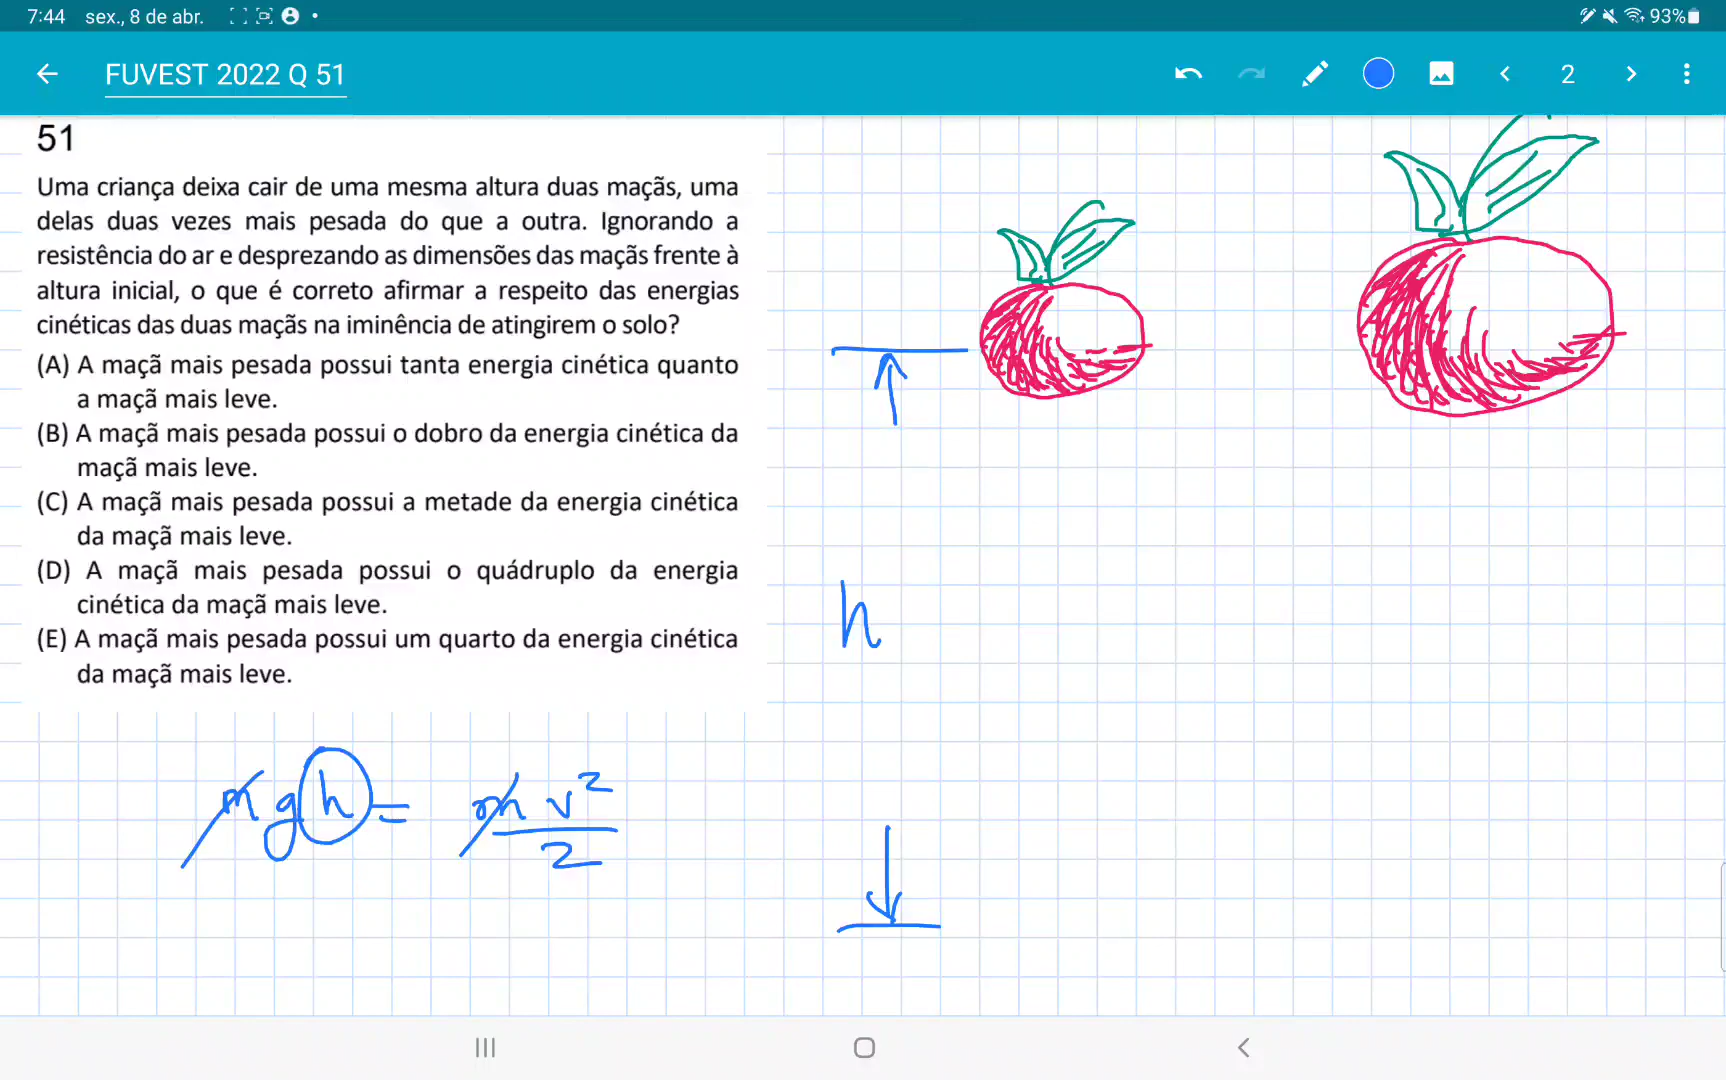 7:44 sex., 8 de abr.
93%
FUVEST 2022 Q 51
2
51
Uma criança deixa cair de uma mesma altura duas maçãs, uma
delas duas vezes mais pesada do que a outra. Ignorando a
resistência do ar e desprezando as dimensões das maçãs frente à
altura inicial, o que é correto afirmar a respeito das energias
cinéticas das duas maçãs na iminência de atingirem o solo?
(A) A maçã mais pesada possui tanta energia cinética quanto
a maçã mais leve.
(B) A maçã mais pesada possui o dobro da energia cinética da
maçã mais leve.
(C) A maçã mais pesada possui a metade da energia cinética
da maçã mais leve.
(D) A maçã mais pesada possui o quádruplo da energia
cinética da maçã mais leve.
(E) A maçã mais pesada possui um quarto da energia cinética
da maçã mais leve.
h
mgh = mv²
2